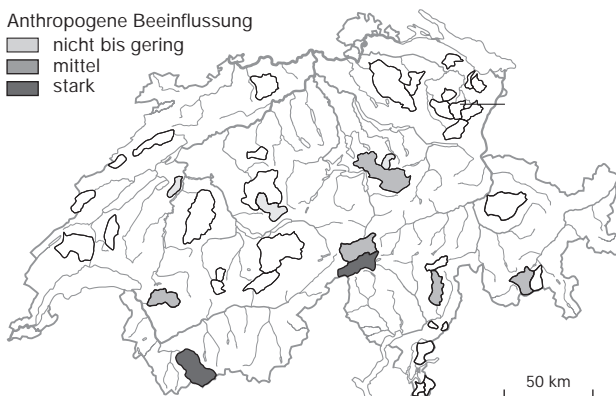 Anthropogene Beeinflussung
nicht bis gering
mittel
stark
50 km